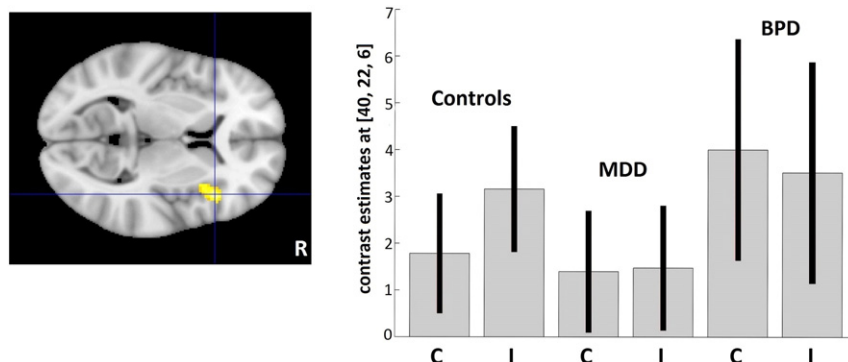 R
contrast estimates at [40, 22, 6]
7
6
5
4
3
2
1
0
Controls
MDD
BPD
C I C I C I